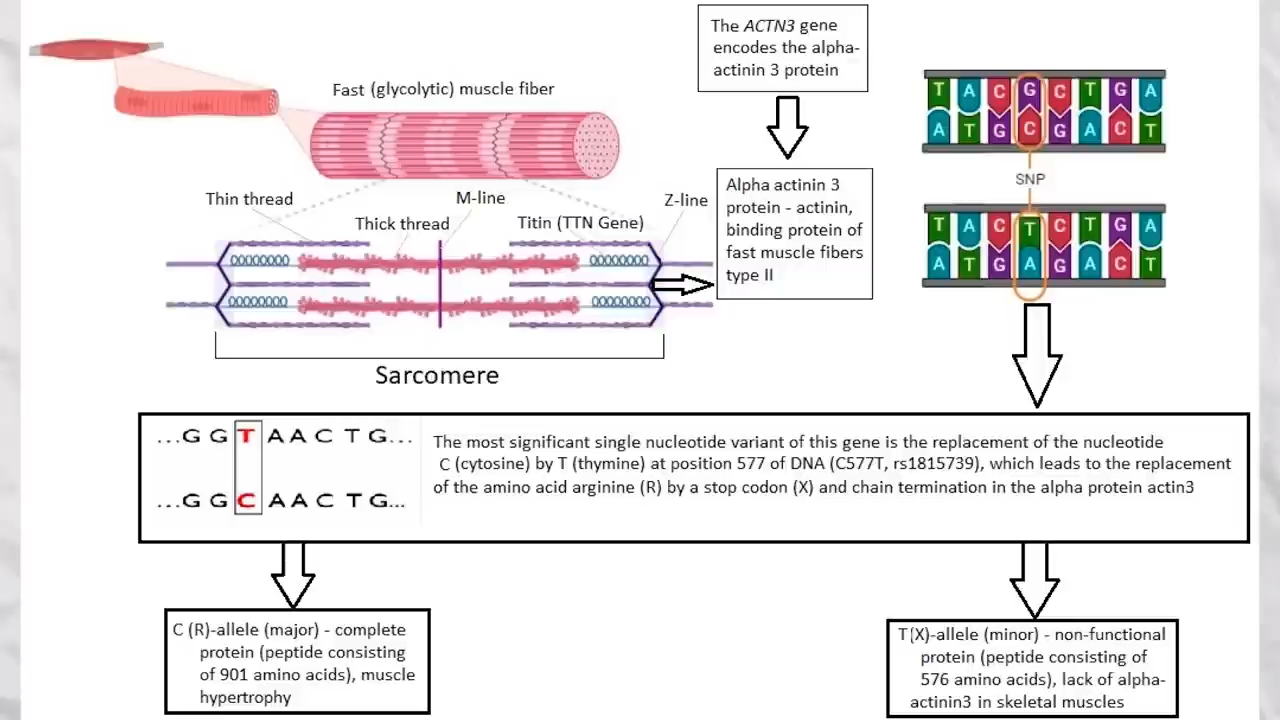 The ACTN3 gene
encodes the alpha-
actinin 3 protein
Fast (glycolytic) muscle fiber
T A C G C T G A
A T G C G A C T
SNP
T A C T C T G A
A T G A G A C T
Alpha actinin 3
protein - actinin,
binding protein of
fast muscle fibers
type II
Thin thread
M-line
Z-line
Thick thread
Titin (TTN Gene)
Sarcomere
...G G T A A C T G...
...G G C A A C T G...
The most significant single nucleotide variant of this gene is the replacement of the nucleotide
C (cytosine) by T (thymine) at position 577 of DNA (C577T, rs1815739), which leads to the replacement
of the amino acid arginine (R) by a stop codon (X) and chain termination in the alpha protein actin3
C (R)-allele (major) - complete
protein (peptide consisting
of 901 amino acids), muscle
hypertrophy
T(X)-allele (minor) - non-functional
protein (peptide consisting of
576 amino acids), lack of alpha-
actinin3 in skeletal muscles